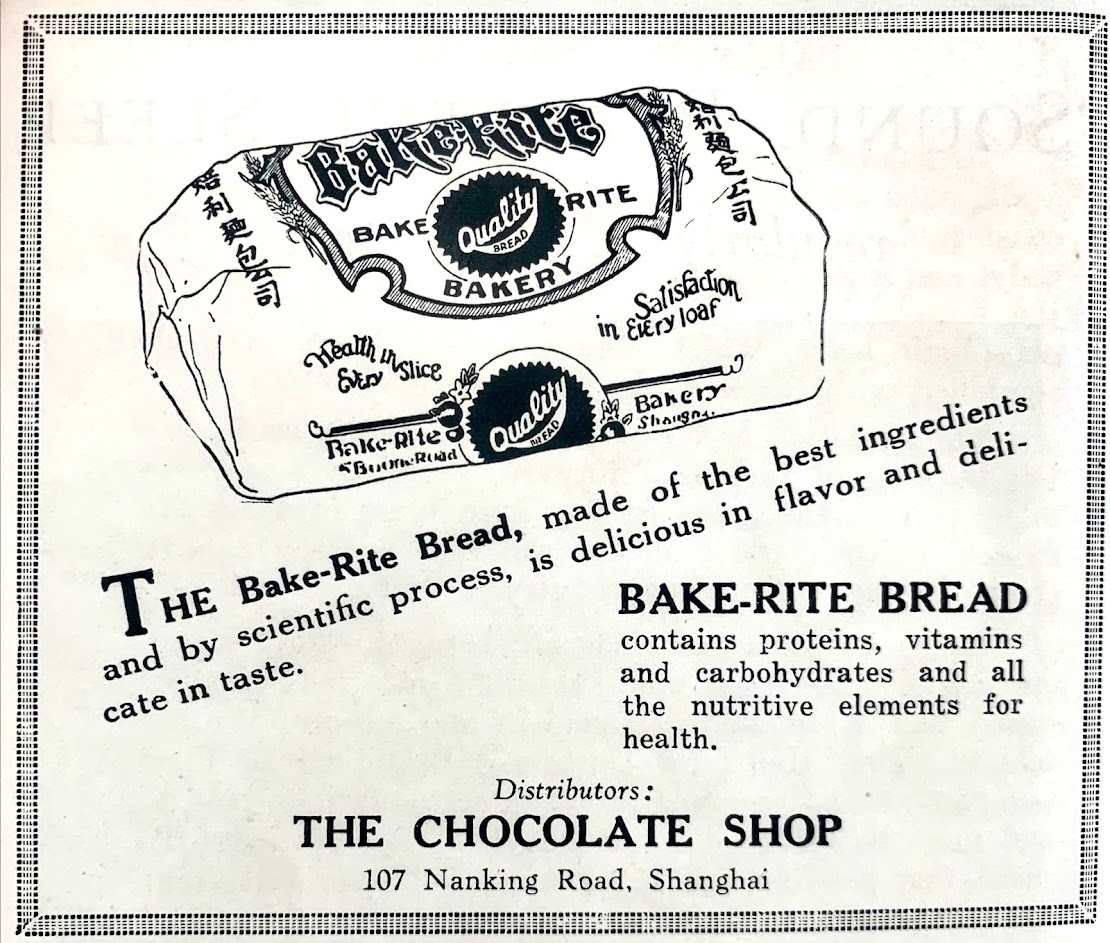 Bake-Rite
BAKE RITE
Quality
BREAD
BAKERY
焙利麵包公司
焙利麵包公司
Health in
Every Slice
Satisfaction
in Every loaf
Quality
BREAD
Bake-Rite
Bakery
THE Bake-Rite Bread, made of the best ingredients
and by scientific process, is delicious in flavor and deli-
cate in taste.
BAKE-RITE BREAD
contains proteins, vitamins
and carbohydrates and all
the nutritive elements for
health.
Distributors:
THE CHOCOLATE SHOP
107 Nanking Road, Shanghai